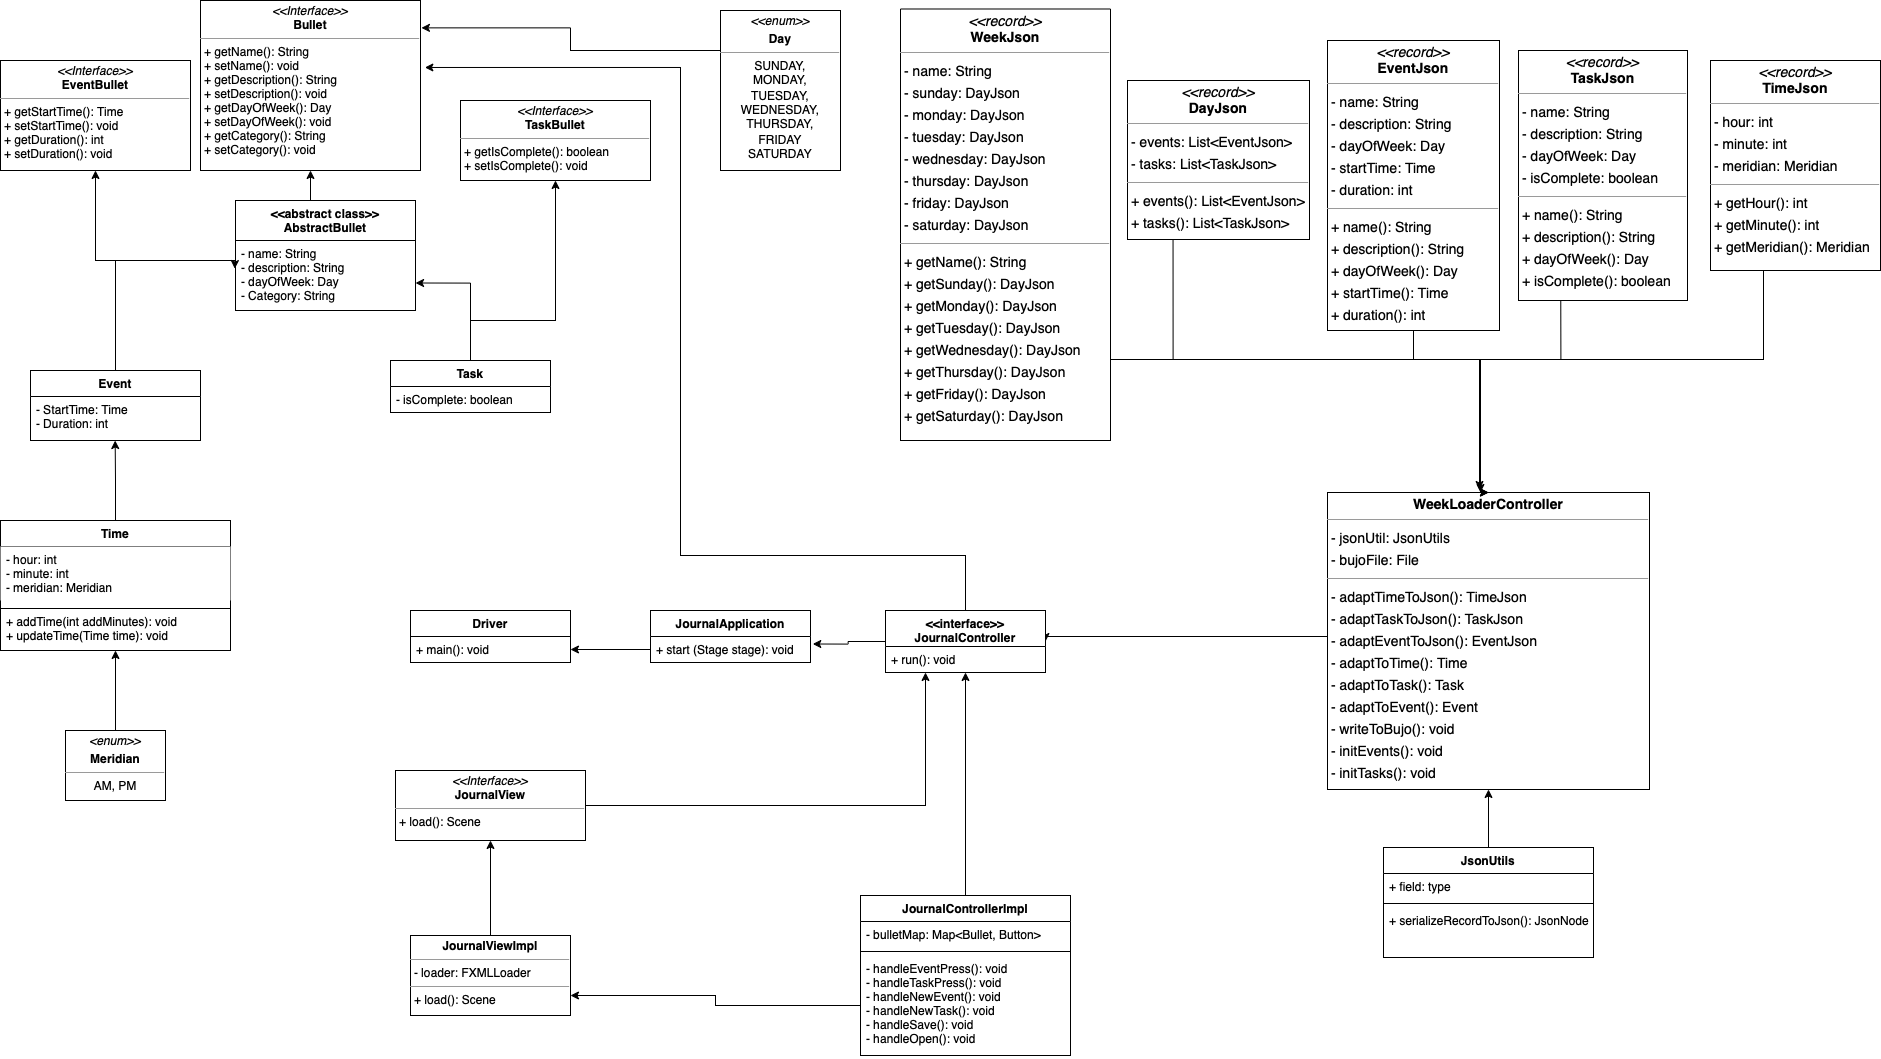 <<Interface>>
Bullet
+ getName(): String
+ setName(): void
+ getDescription(): String
+ setDescription(): void
+ getDayOfWeek(): Day
+ setDayOfWeek(): void
+ getCategory(): String
+ setCategory(): void
<<Interface>>
EventBullet
+ getStartTime(): Time
+ setStartTime(): void
+ getDuration(): int
+ setDuration(): void
<<Interface>>
TaskBullet
+ getIsComplete(): boolean
+ setIsComplete(): void
<<enum>>
Day
SUNDAY,
MONDAY,
TUESDAY,
WEDNESDAY,
THURSDAY,
FRIDAY
SATURDAY
<<abstract class>>
AbstractBullet
- name: String
- description: String
- dayOfWeek: Day
- Category: String
Event
- StartTime: Time
- Duration: int
Task
- isComplete: boolean
Time
- hour: int
- minute: int
- meridian: Meridian
+ addTime(int addMinutes): void
+ updateTime(Time time): void
<enum>>
Meridian
AM, PM
<<record>>
WeekJson
- name: String
- sunday: DayJson
- monday: DayJson
- tuesday: DayJson
- wednesday: DayJson
- thursday: DayJson
- friday: DayJson
- saturday: DayJson
+ getName(): String
+ getSunday(): DayJson
+ getMonday(): DayJson
+ getTuesday(): DayJson
+ getWednesday(): DayJson
+ getThursday(): DayJson
+ getFriday(): DayJson
+ getSaturday(): DayJson
<<record>>
DayJson
- events: List<EventJson>
- tasks: List<TaskJson>
+ events(): List<EventJson>
+ tasks(): List<TaskJson>
<<record>>
EventJson
- name: String
- description: String
- dayOfWeek: Day
- startTime: Time
- duration: int
+ name(): String
+ description(): String
+ dayOfWeek(): Day
+ startTime(): Time
+ duration(): int
<<record>>
TaskJson
- name: String
- description: String
- dayOfWeek: Day
- isComplete: boolean
+ name(): String
+ description(): String
+ dayOfWeek(): Day
+ isComplete(): boolean
<<record>>
TimeJson
- hour: int
- minute: int
- meridian: Meridian
+ getHour(): int
+ getMinute(): int
+ getMeridian(): Meridian
WeekLoaderController
- jsonUtil: JsonUtils
- bujoFile: File
- adaptTimeToJson(): TimeJson
- adaptTaskToJson(): TaskJson
- adaptEventToJson(): EventJson
- adaptToTime(): Time
- adaptToTask(): Task
- adaptToEvent(): Event
- writeToBujo(): void
- initEvents(): void
- initTasks(): void
Driver
+ main(): void
JournalApplication
+ start (Stage stage): void
<<interface>>
JournalController
+ run(): void
<<Interface>>
JournalView
+ load(): Scene
JournalViewImpl
- loader: FXMLLoader
+ load(): Scene
JournalControllerImpl
- bulletMap: Map<Bullet, Button>
- handleEventPress(): void
- handleTaskPress(): void
- handleNewEvent(): void
- handleNewTask(): void
- handleSave(): void
- handleOpen(): void
JsonUtils
+ field: type
+ serializeRecordToJson(): JsonNode